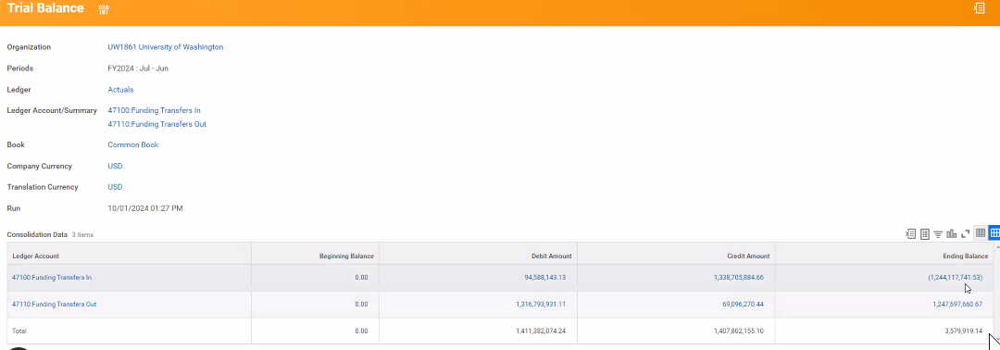 Trial Balance
Organization UW1861 University of Washington
Periods FY2024 : Jul - Jun
Ledger Actuals
Ledger Account/Summary 47100:Funding Transfers In
47110:Funding Transfers Out
Book Common Book
Company Currency USD
Translation Currency USD
Run 10/01/2024 01:27 PM
Consolidation Data 3 items
Ledger Account Beginning Balance Debit Amount Credit Amount Ending Balance
47100:Funding Transfers In 0.00 94,588,143.13 1,338,705,884.66 (1,244,117,741.53)
47110:Funding Transfers Out 0.00 1,316,793,931.11 69,096,270.44 1,247,697,660.67
Total 0.00 1,411,382,074.24 1,407,802,155.10 3,579,919.14